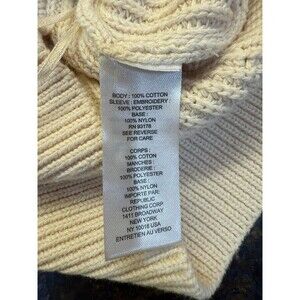 BODY : 100% COTTON
SLEEVE : EMBROIDERY :
100% POLYESTER
BASE :
100% NYLON
RN 93178
SEE REVERSE
FOR CARE
CORPS :
100% COTON
MANCHES :
BRODERIE :
100% POLYESTER
BASE :
100% NYLON
IMPORTE PAR:
REPUBLIC
CLOTHING CORP
1411 BROADWAY
NEW YORK
NY 10018 USA
ENTRETIEN AU VERSO